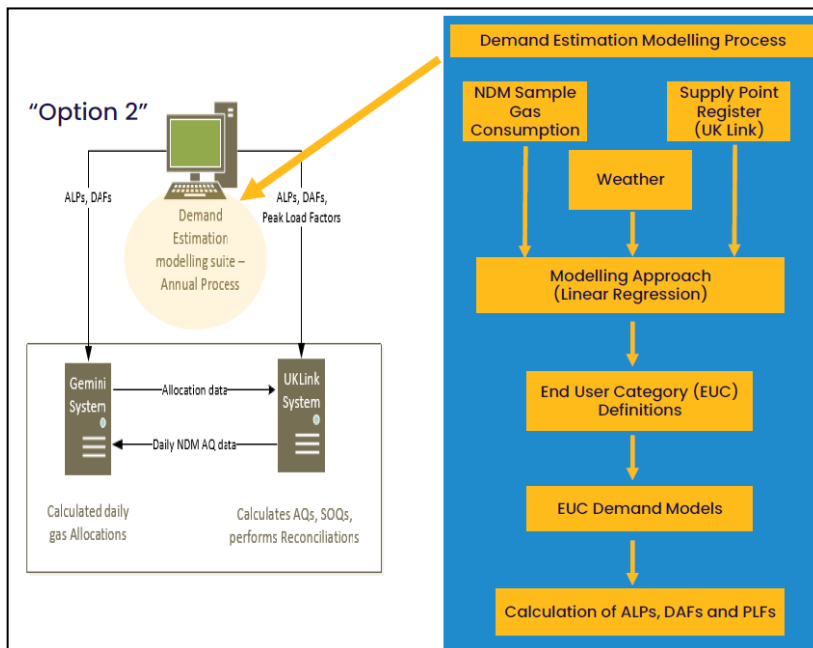 “Option 2”
ALPs, DAFs
ALPs, DAFs,
Peak Load Factors
Demand
Estimation
modelling suite –
Annual Process
Gemini
System
Allocation data
Daily NDM AQ data
UKLink
System
Calculated daily
gas Allocations
Calculates AQs, SOQs,
performs Reconciliations
Demand Estimation Modelling Process
NDM Sample
Gas
Consumption
Supply Point
Register
(UK Link)
Weather
Modelling Approach
(Linear Regression)
End User Category (EUC)
Definitions
EUC Demand Models
Calculation of ALPs, DAFs and PLFs